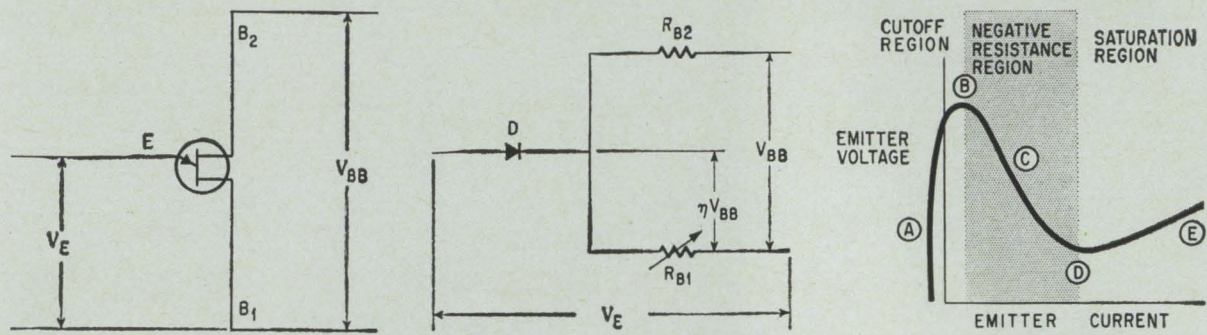 B2
E
VBB
VE
B1
RB2
D
VBB
ηVBB
RB1
VE
CUTOFF REGION
NEGATIVE RESISTANCE REGION
SATURATION REGION
B
EMITTER VOLTAGE
C
A
E
D
EMITTER CURRENT